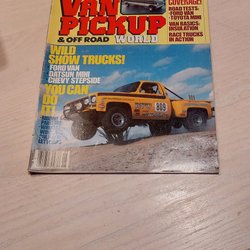 VAN
PICKUP
& OFF ROAD WORLD
COVERAGE!
ROAD TESTS:
FORD VAN
TOYOTA MINI
VAN BASICS:
INSULATION
RACE TRUCKS
IN ACTION
WILD
SHOW TRUCKS!
FORD VAN
DATSUN MINI
CHEVY STEPSIDE
YOU CAN
DO
IT!
809